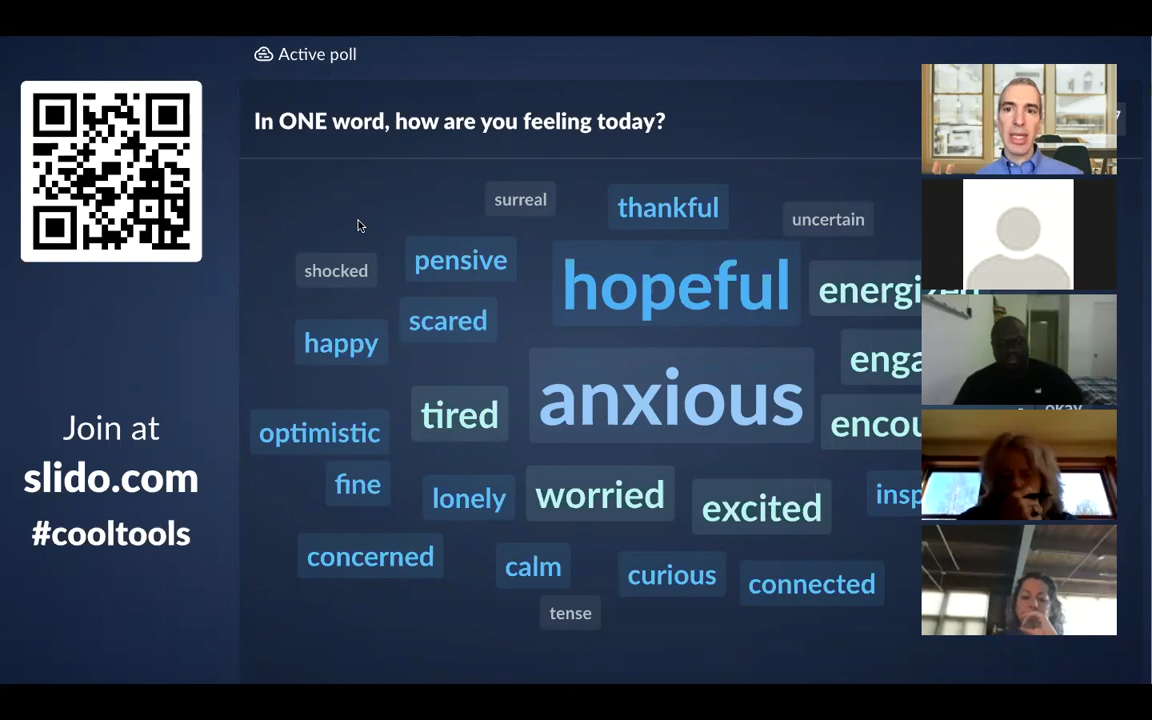 Active poll
In ONE word, how are you feeling today?
surreal
thankful
uncertain
shocked
pensive
hopeful
scared
happy
anxious
tired
optimistic
fine
lonely
worried
excited
concerned
calm
curious
connected
tense
okay
Join at
slido.com
#cooltools